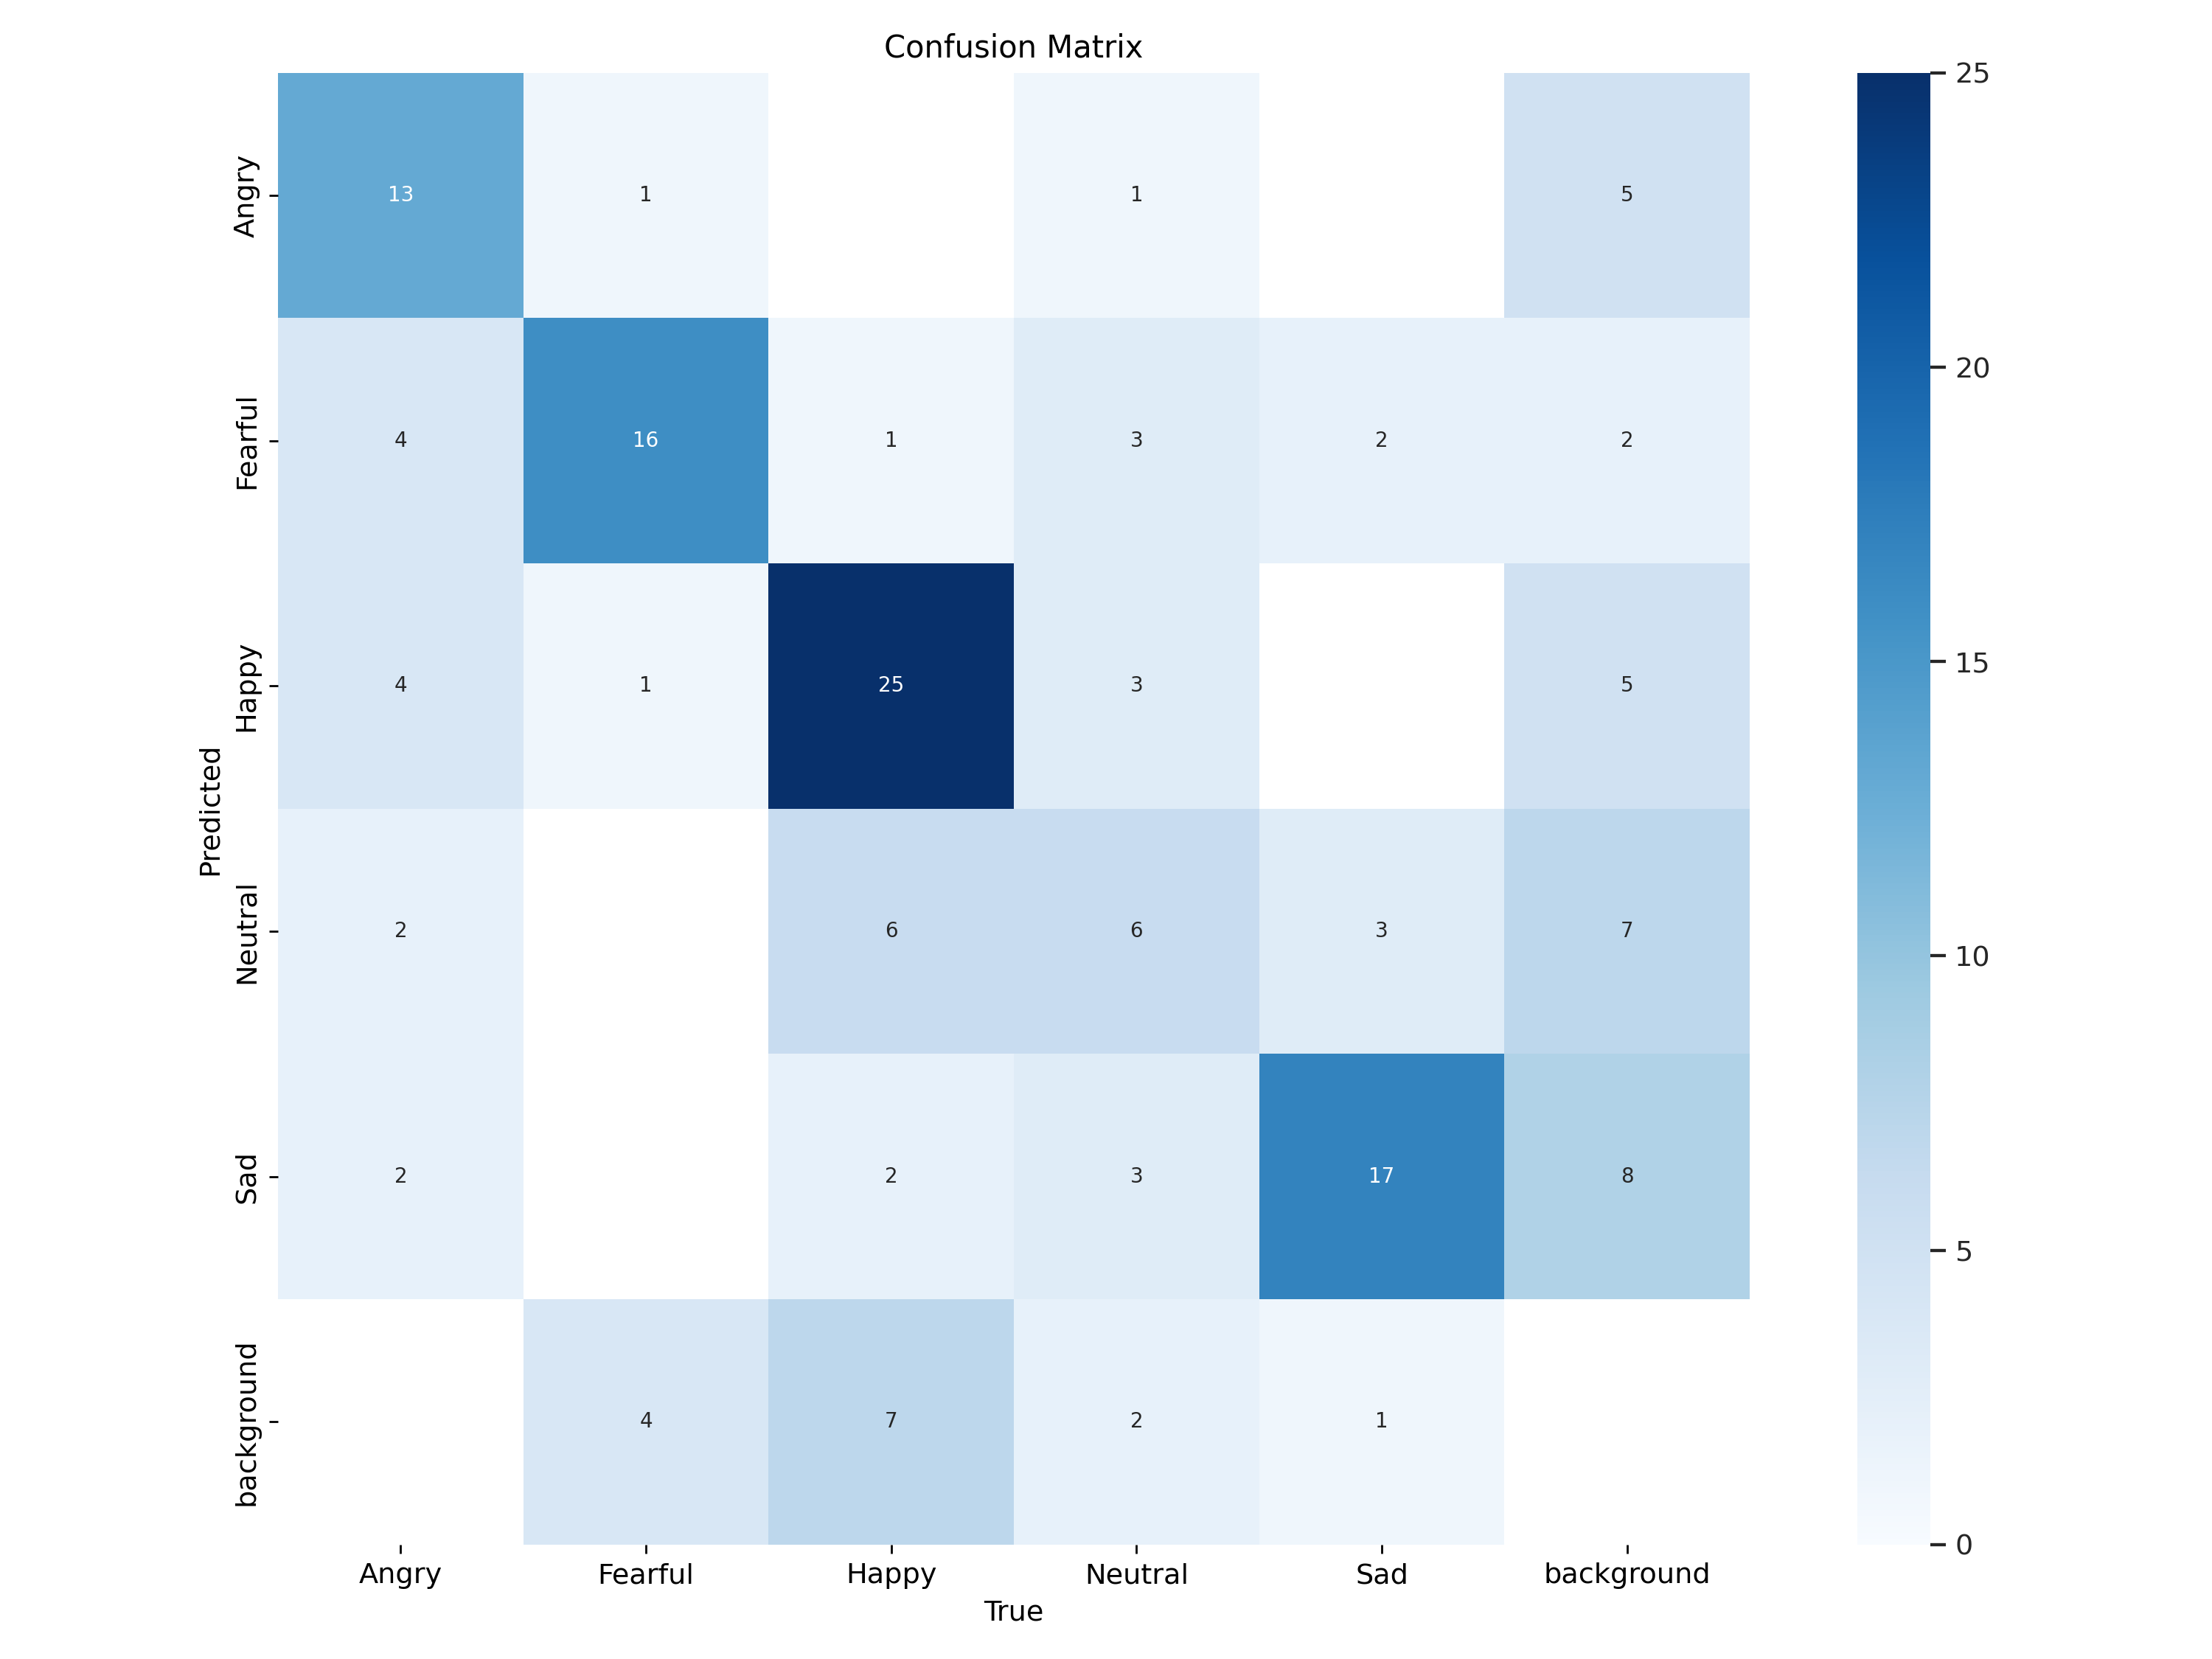 Confusion Matrix
Angry 13 1 1 5
Fearful 4 16 1 3 2 2
Happy 4 1 25 3 5
Neutral 2 6 6 3 7
Sad 2 2 3 17 8
background 4 7 2 1
Predicted
Angry Fearful Happy Neutral Sad background
True
25
20
15
10
5
0